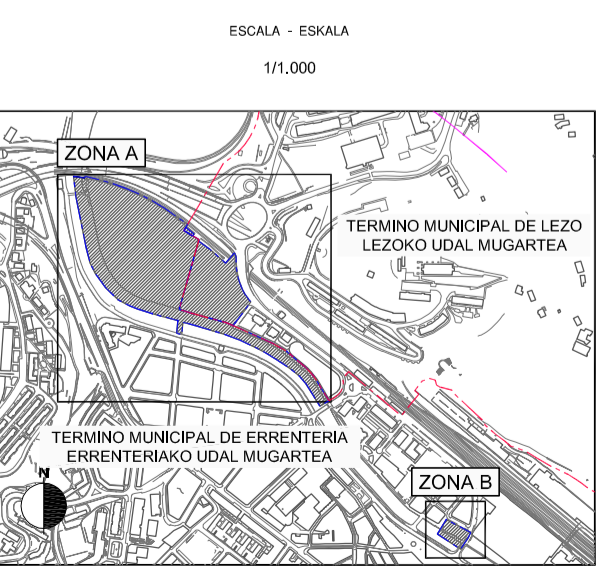 ESCALA - ESKALA
1/1.000
ZONA A
TERMINO MUNICIPAL DE LEZO
LEZOKO UDAL MUGARTEA
TERMINO MUNICIPAL DE ERRENTERIA
ERRENTERIAKO UDAL MUGARTEA
N
ZONA B